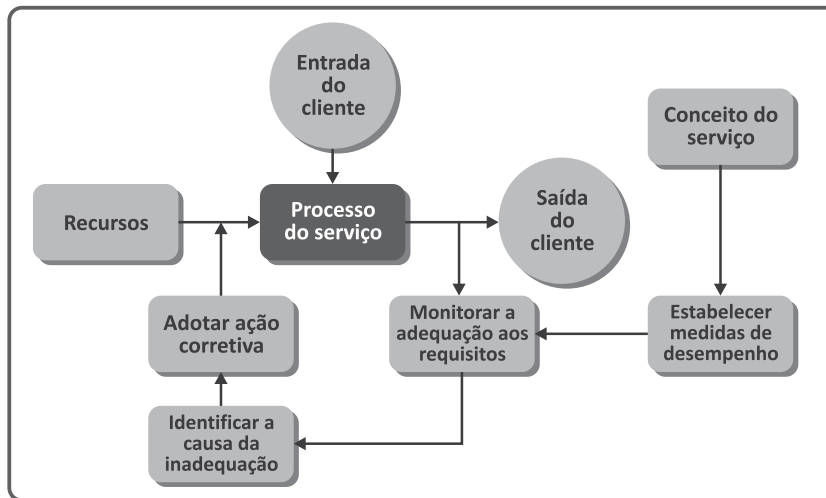 Entrada
do
cliente
Conceito do
serviço
Recursos
Processo
do serviço
Saída
do
cliente
Adotar ação
corretiva
Monitorar a
adequação aos
requisitos
Estabelecer
medidas de
desempenho
Identificar a
causa da
inadequação